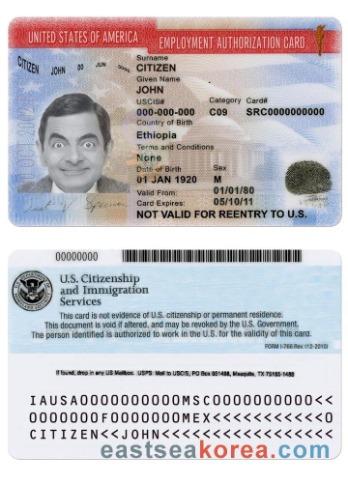 UNITED STATES OF AMERICA EMPLOYMENT AUTHORIZATION CARD
Surname
CITIZEN
Given Name
JOHN
USCIS# Category Card#
000-000-000 C09 SRC0000000000
Country of Birth
Ethiopia
Terms and Conditions
None
Date of Birth Sex
01 JAN 1920 M
Valid From: 01/01/80
Card Expires: 05/10/11
NOT VALID FOR REENTRY TO U.S.
CITIZEN JOHN 00 JUN
Specimen
00000000
U.S. Citizenship
and Immigration
Services
This card is not evidence of U.S. citizenship or permanent residence.
This document is void if altered, and may be revoked by the U.S. Government.
The person identified is authorized to work in the U.S. for the validity of this card.
FORM I-766 Rev. (12-2010)
If found, drop in any US Mailbox. USPS: Mail to USCIS, PO Box 851488, Mesquite, TX 75185-1488
IAUSA0000000000MSC0000000000<<
0000000F0000000MEX<<<<<<<<<<<0
CITIZEN<<JOHN<<<<<<<<<<<<<<<<<
eastseakorea.com